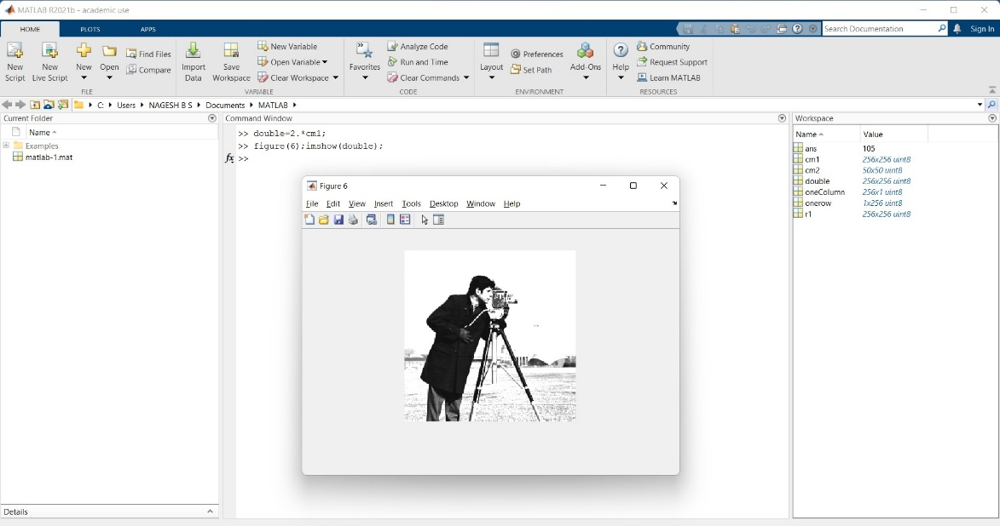 MATLAB R2021b - academic use
HOME PLOTS APPS
Search Documentation
Sign In
New Script
New Live Script
New
Open
Find Files
Compare
FILE
Import Data
Save Workspace
New Variable
Open Variable
Clear Workspace
VARIABLE
Favorites
Analyze Code
Run and Time
Clear Commands
CODE
Layout
Preferences
Set Path
Add-Ons
ENVIRONMENT
Help
Community
Request Support
Learn MATLAB
RESOURCES
C: Users NAGESH B S Documents MATLAB
Current Folder
Name
Examples
matlab-1.mat
Details
Command Window
>> double=2.*cm1;
>> figure(6);imshow(double);
fx >>
Figure 6
File Edit View Insert Tools Desktop Window Help
Workspace
Name Value
ans 105
cm1 256x256 uint8
cm2 50x50 uint8
double 256x256 uint8
oneColumn 256x1 uint8
onerow 1x256 uint8
r1 256x256 uint8